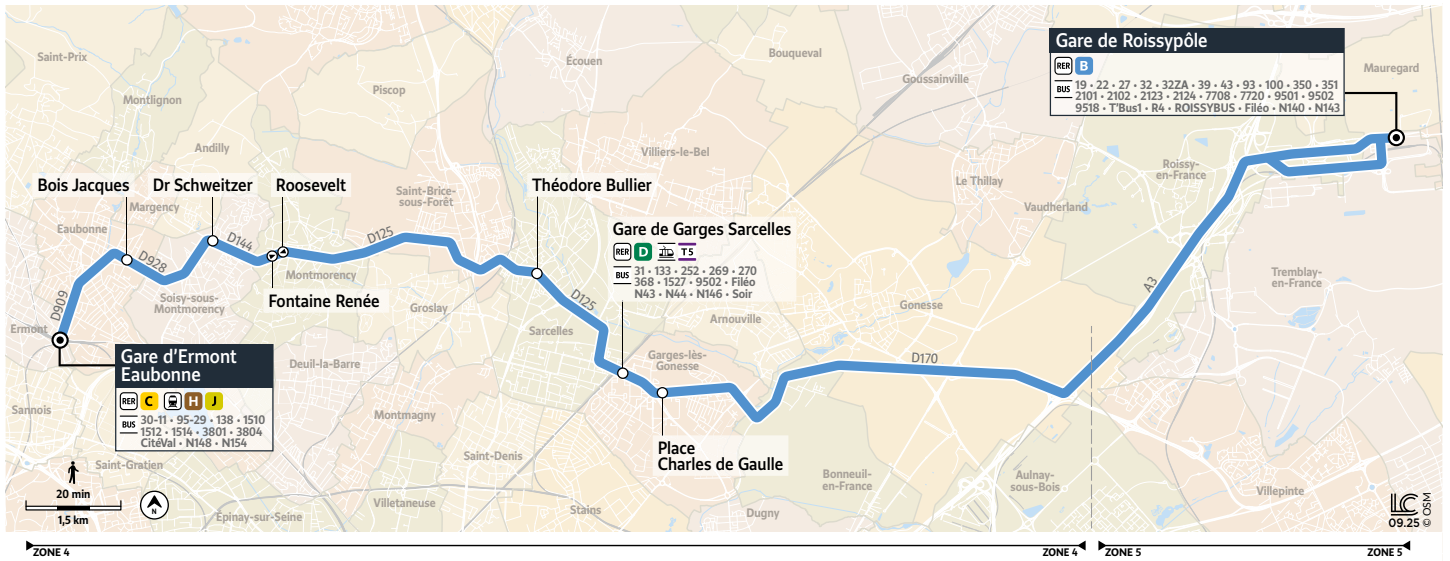 Saint-Prix
Écouen
Bouqueval
Goussainville
Gare de Roissypôle
RER B
BUS
19 • 22 • 27 • 32 • 32ZA • 39 • 43 • 93 • 100 • 350 • 351
2101 • 2102 • 2123 • 2124 • 7708 • 7720 • 9501 • 9502
9518 • T'Bus1 • R4 • ROISSYBUS • Filéo • N140 • N143
Mauregard
Montlignon
Piscop
Andilly
Villiers-le-Bel
Roissy-
en-France
Le Thillay
Vaudherland
Bois Jacques
Dr Schweitzer
Roosevelt
Saint-Brice-
sous-Forêt
Théodore Bullier
Margency
Eaubonne
D928
D144
D125
Montmorency
Gare de Garges Sarcelles
RER D T5
BUS
31 • 133 • 252 • 269 • 270
368 • 1527 • 9502 • Filéo
N43 • N44 • N146 • Soir
Soisy-sous-
Montmorency
Fontaine Renée
Groslay
D125
D909
Ermont
Sarcelles
Arnouville
Gonesse
A3
Tremblay-
en-France
Gare d'Ermont
Eaubonne
RER C H J
BUS
30-11 • 95-29 • 138 • 1510
1512 • 1514 • 3801 • 3804
CitéVal • N148 • N154
Deuil-la-Barre
Garges-lès-
Gonesse
D170
Sannois
Montmagny
Place
Charles de Gaulle
Saint-Gratien
Saint-Denis
Bonneuil-
en-France
Aulnay-
sous-Bois
Villepinte
20 min
1,5 km
N
Épinay-sur-Seine
Villetaneuse
Stains
Dugny
LC
09.25 © OSM
ZONE 4
ZONE 4
ZONE 5
ZONE 5